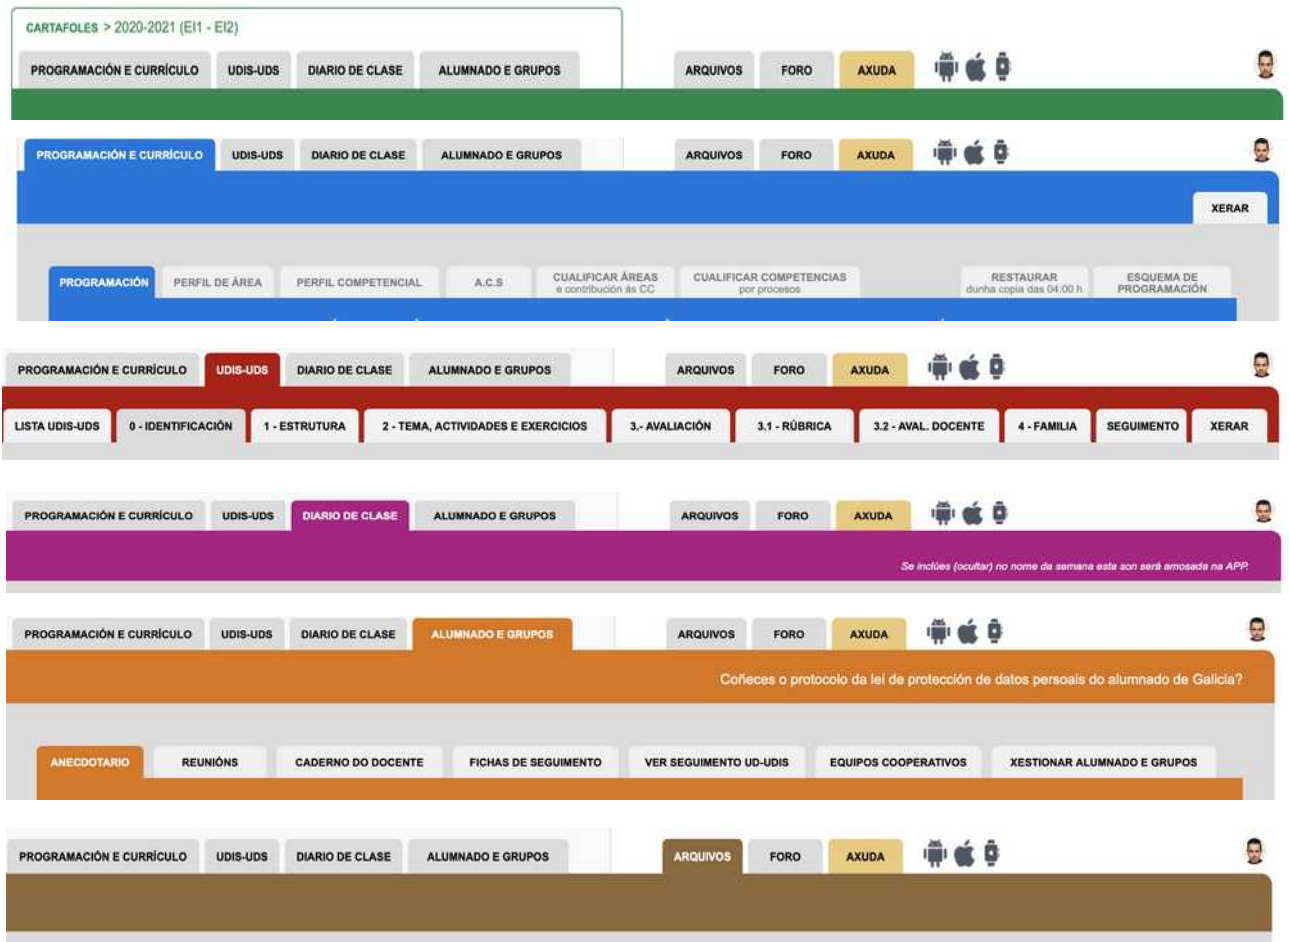 CARTAFOLES > 2020-2021 (EI1 - EI2)
PROGRAMACIÓN E CURRÍCULO UDIS-UDS DIARIO DE CLASE ALUMNADO E GRUPOS ARQUIVOS FORO AXUDA
PROGRAMACIÓN E CURRÍCULO UDIS-UDS DIARIO DE CLASE ALUMNADO E GRUPOS ARQUIVOS FORO AXUDA
XERAR
PROGRAMACIÓN PERFIL DE ÁREA PERFIL COMPETENCIAL A.C.S CUALIFICAR ÁREAS CUALIFICAR COMPETENCIAS RESTAURAR ESQUEMA DE
e contribución ás CC por procesos dunha copia das 04:00 h PROGRAMACIÓN
PROGRAMACIÓN E CURRÍCULO UDIS-UDS DIARIO DE CLASE ALUMNADO E GRUPOS ARQUIVOS FORO AXUDA
LISTA UDIS-UDS 0 - IDENTIFICACIÓN 1 - ESTRUTURA 2 - TEMA, ACTIVIDADES E EXERCICIOS 3.- AVALIACIÓN 3.1 - RÚBRICA 3.2 - AVAL. DOCENTE 4 - FAMILIA SEGUIMENTO XERAR
PROGRAMACIÓN E CURRÍCULO UDIS-UDS DIARIO DE CLASE ALUMNADO E GRUPOS ARQUIVOS FORO AXUDA
Se inclúes (ocultar) no nome da semana esta son será amosada na APP.
PROGRAMACIÓN E CURRÍCULO UDIS-UDS DIARIO DE CLASE ALUMNADO E GRUPOS ARQUIVOS FORO AXUDA
Coñeces o protocolo da lei de protección de datos persoais do alumnado de Galicia?
ANECDOTARIO REUNIÓNS CADERNO DO DOCENTE FICHAS DE SEGUIMENTO VER SEGUIMENTO UD-UDIS EQUIPOS COOPERATIVOS XESTIONAR ALUMNADO E GRUPOS
PROGRAMACIÓN E CURRÍCULO UDIS-UDS DIARIO DE CLASE ALUMNADO E GRUPOS ARQUIVOS FORO AXUDA